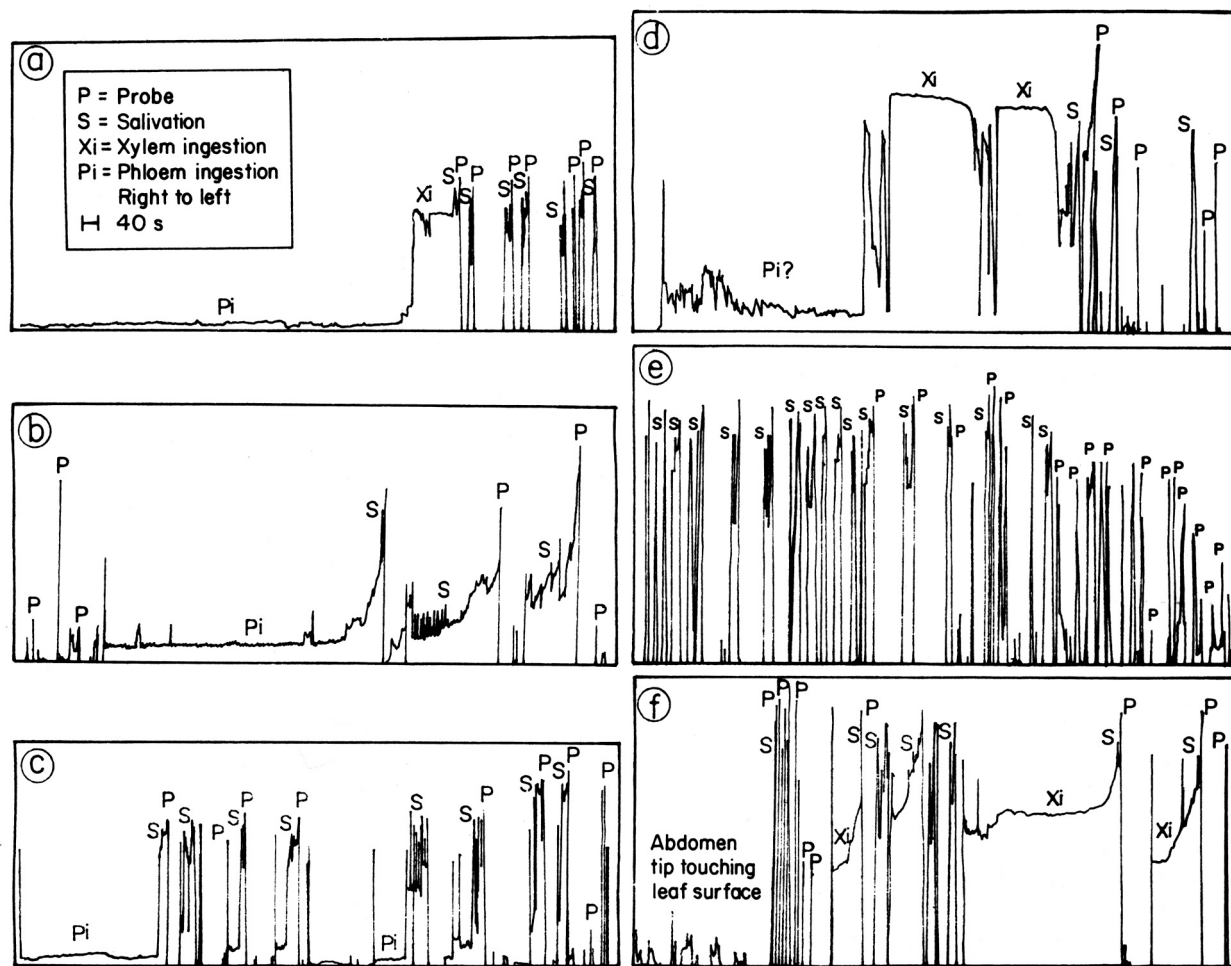 a
P = Probe
S = Salivation
Xi = Xylem ingestion
Pi = Phloem ingestion
Right to left
40 s
Pi
Xi
S P S P S P S P S P S P
b
P P P Pi S S P S P P
c
Pi S P S P S P S P Pi S S P S P S P P P
d
Pi? Xi Xi S P S P P S P P
e
S S S S S S S S S S S P S P S P S P P S S P P P P P P P P P P P P
f
Abdomen
tip touching
leaf surface
S P P P P P Xi S P S S S Xi S P Xi S P P